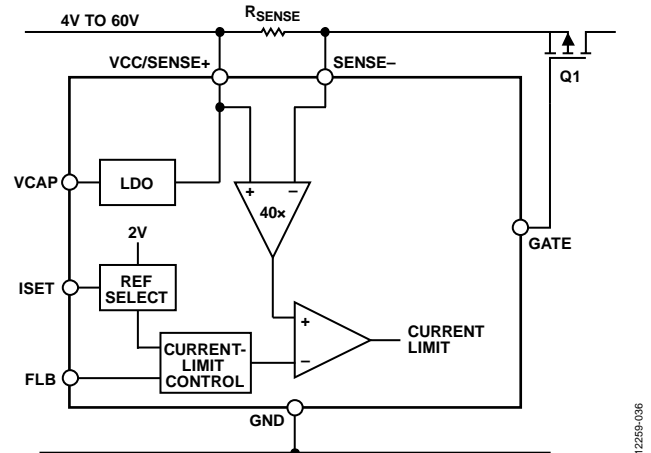 4V TO 60V
RSENSE
VCC/SENSE+
SENSE–
Q1
VCAP
LDO
+
–
40×
2V
GATE
ISET
REF
SELECT
+
–
CURRENT
LIMIT
CURRENT-
LIMIT
CONTROL
FLB
GND
12259-036